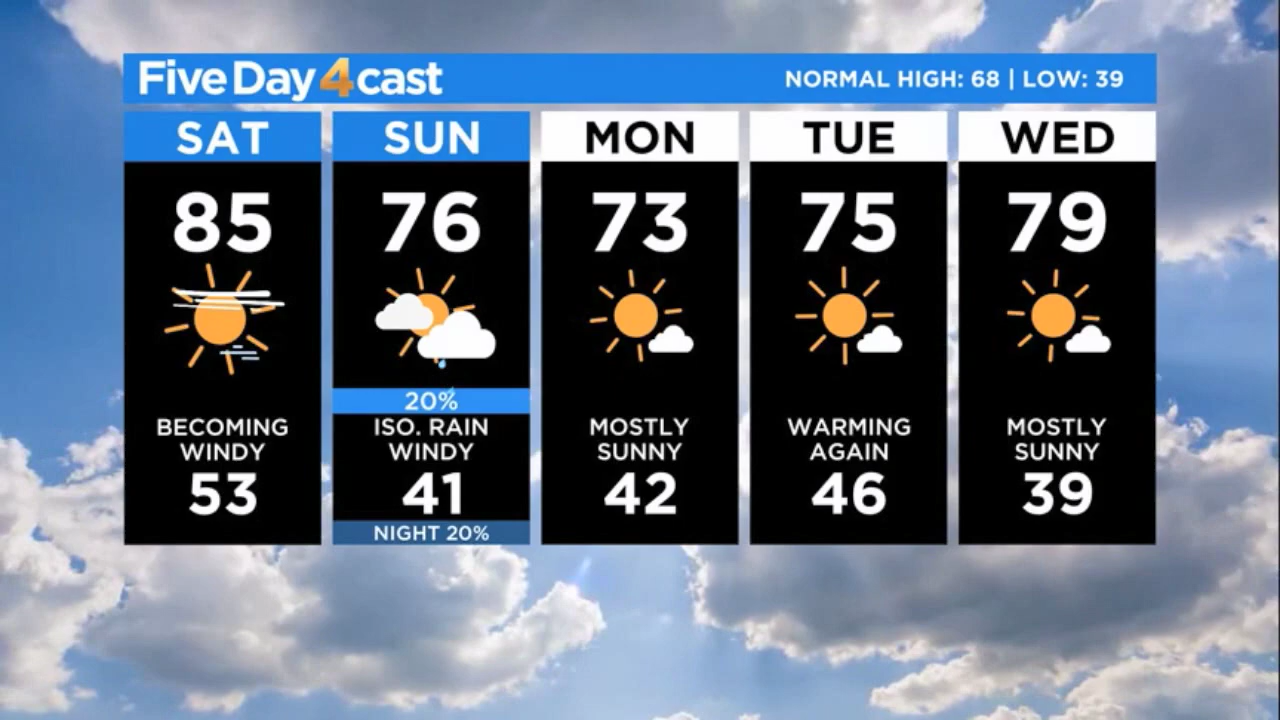 Five Day 4cast
NORMAL HIGH: 68 | LOW: 39
SAT
85
BECOMING
WINDY
53
SUN
76
20%
ISO. RAIN
WINDY
41
NIGHT 20%
MON
73
MOSTLY
SUNNY
42
TUE
75
WARMING
AGAIN
46
WED
79
MOSTLY
SUNNY
39